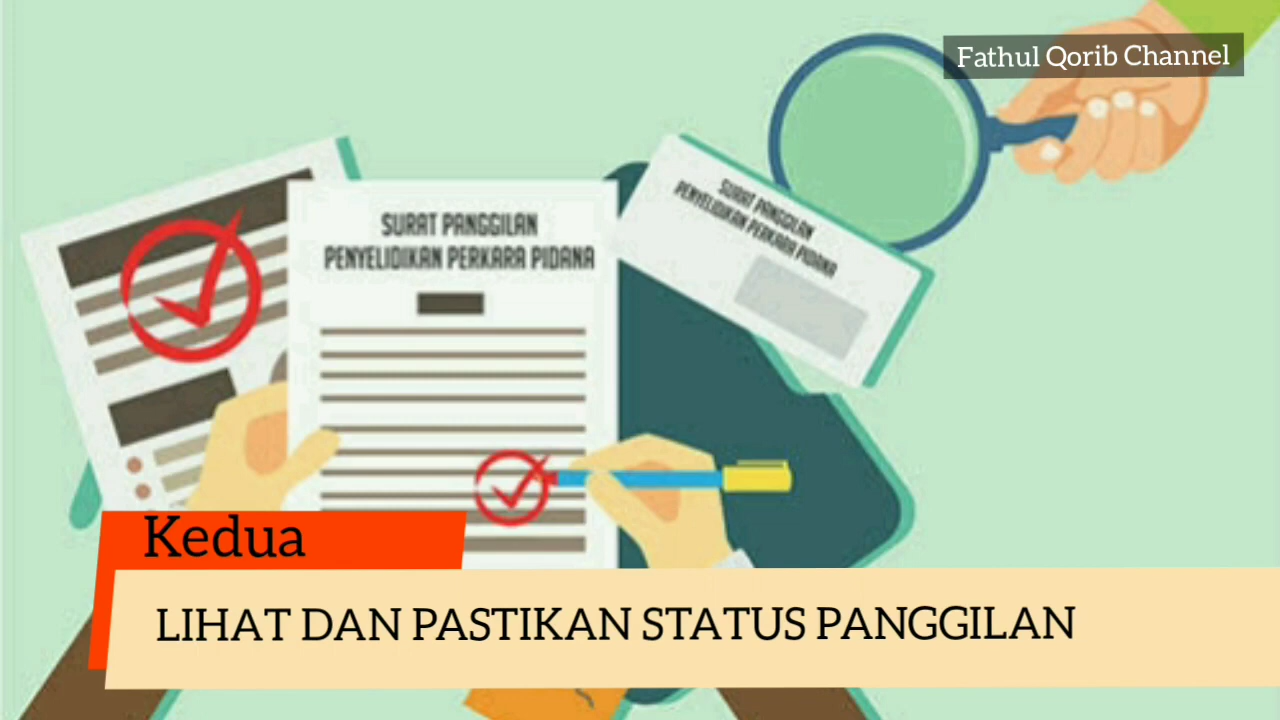 Fathul Qorib Channel
SURAT PANGGILAN
PENYELIDIKAN PERKARA PIDANA
SURAT PANGGILAN
PENYELIDIKAN PERKARA PIDANA
Kedua
LIHAT DAN PASTIKAN STATUS PANGGILAN